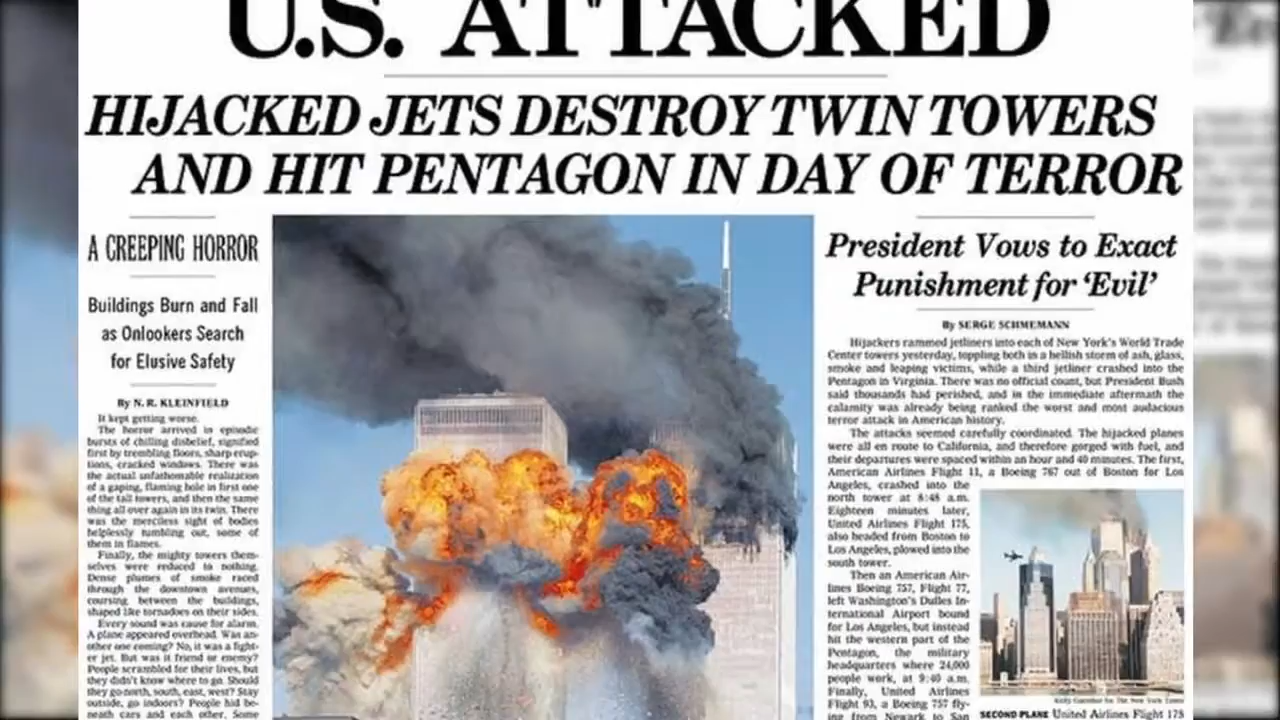 U.S. ATTACKED
HIJACKED JETS DESTROY TWIN TOWERS
AND HIT PENTAGON IN DAY OF TERROR
A CREEPING HORROR
Buildings Burn and Fall
as Onlookers Search
for Elusive Safety
By N. R. KLEINFIELD
It kept getting worse.
The horror arrived in episodic
bursts of chilling disbelief, signified
first by trembling floors, sharp erup-
tions, cracked windows. There was
the actual unfathomable realization
of a gaping, flaming hole in first one
of the tall towers, and then the same
thing all over again in its twin. There
was the merciless sight of bodies
helplessly tumbling out, some of
them in flames.
Finally, the mighty towers them-
selves were reduced to nothing.
Dense plumes of smoke raced
through the downtown avenues,
coursing between the buildings,
shaped like tornadoes on their sides.
Every sound was cause for alarm.
A plane appeared overhead. Was an-
other one coming? No, it was a fight-
er jet. But was it friend or enemy?
People scrambled for their lives, but
they didn't know where to go. Should
they go north, south, east, west? Stay
outside, go indoors? People hid be-
neath cars and each other. Some
President Vows to Exact
Punishment for ‘Evil’
By SERGE SCHMEMANN
Hijackers rammed jetliners into each of New York's World Trade
Center towers yesterday, toppling both in a hellish storm of ash, glass,
smoke and leaping victims, while a third jetliner crashed into the
Pentagon in Virginia. There was no official count, but President Bush
said thousands had perished, and in the immediate aftermath the
calamity was already being ranked the worst and most audacious
terror attack in American history.
The attacks seemed carefully coordinated. The hijacked planes
were all en route to California, and therefore gorged with fuel, and
their departures were spaced within an hour and 40 minutes. The first,
American Airlines Flight 11, a Boeing 767 out of Boston for Los
Angeles, crashed into the
north tower at 8:48 a.m.
Eighteen minutes later,
United Airlines Flight 175,
also headed from Boston to
Los Angeles, plowed into the
south tower.
Then an American Air-
lines Boeing 757, Flight 77,
left Washington's Dulles In-
ternational Airport bound
for Los Angeles, but instead
hit the western part of the
Pentagon, the military
headquarters where 24,000
people work, at 9:40 a.m.
Finally, United Airlines
Flight 93, a Boeing 757 fly-
ing from Newark to San
The New York Times
SECOND PLANE United Airlines Flight 175